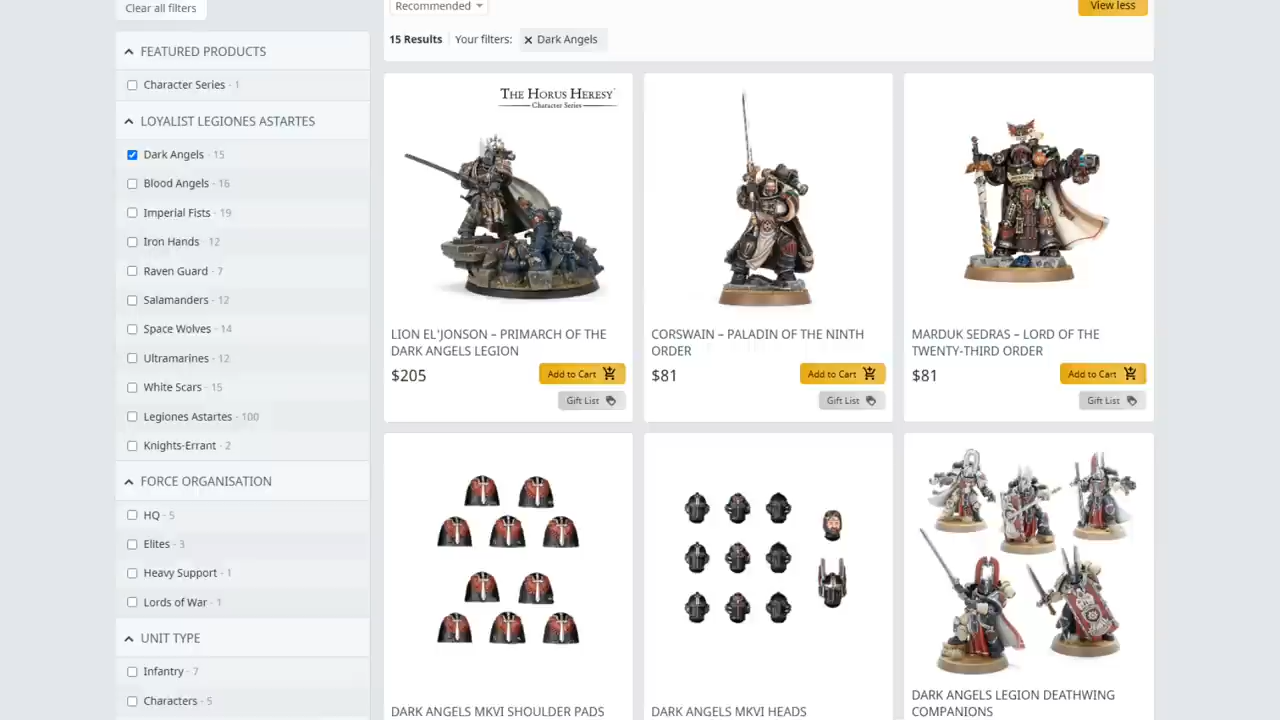 Clear all filters
FEATURED PRODUCTS
Character Series - 1
LOYALIST LEGIONES ASTARTES
Dark Angels - 15
Blood Angels - 16
Imperial Fists - 19
Iron Hands - 12
Raven Guard - 7
Salamanders - 12
Space Wolves - 14
Ultramarines - 12
White Scars - 15
Legiones Astartes - 100
Knights-Errant - 2
FORCE ORGANISATION
HQ - 5
Elites - 3
Heavy Support - 1
Lords of War - 1
UNIT TYPE
Infantry - 7
Characters - 5
Recommended
View less
15 Results
Your filters:
Dark Angels
THE HORUS HERESY
Character Series
LION EL'JONSON – PRIMARCH OF THE
DARK ANGELS LEGION
$205
Add to Cart
Gift List
CORSWAIN – PALADIN OF THE NINTH
ORDER
$81
Add to Cart
Gift List
MARDUK SEDRAS – LORD OF THE
TWENTY-THIRD ORDER
$81
Add to Cart
Gift List
DARK ANGELS MKVI SHOULDER PADS
DARK ANGELS MKVI HEADS
DARK ANGELS LEGION DEATHWING
COMPANIONS